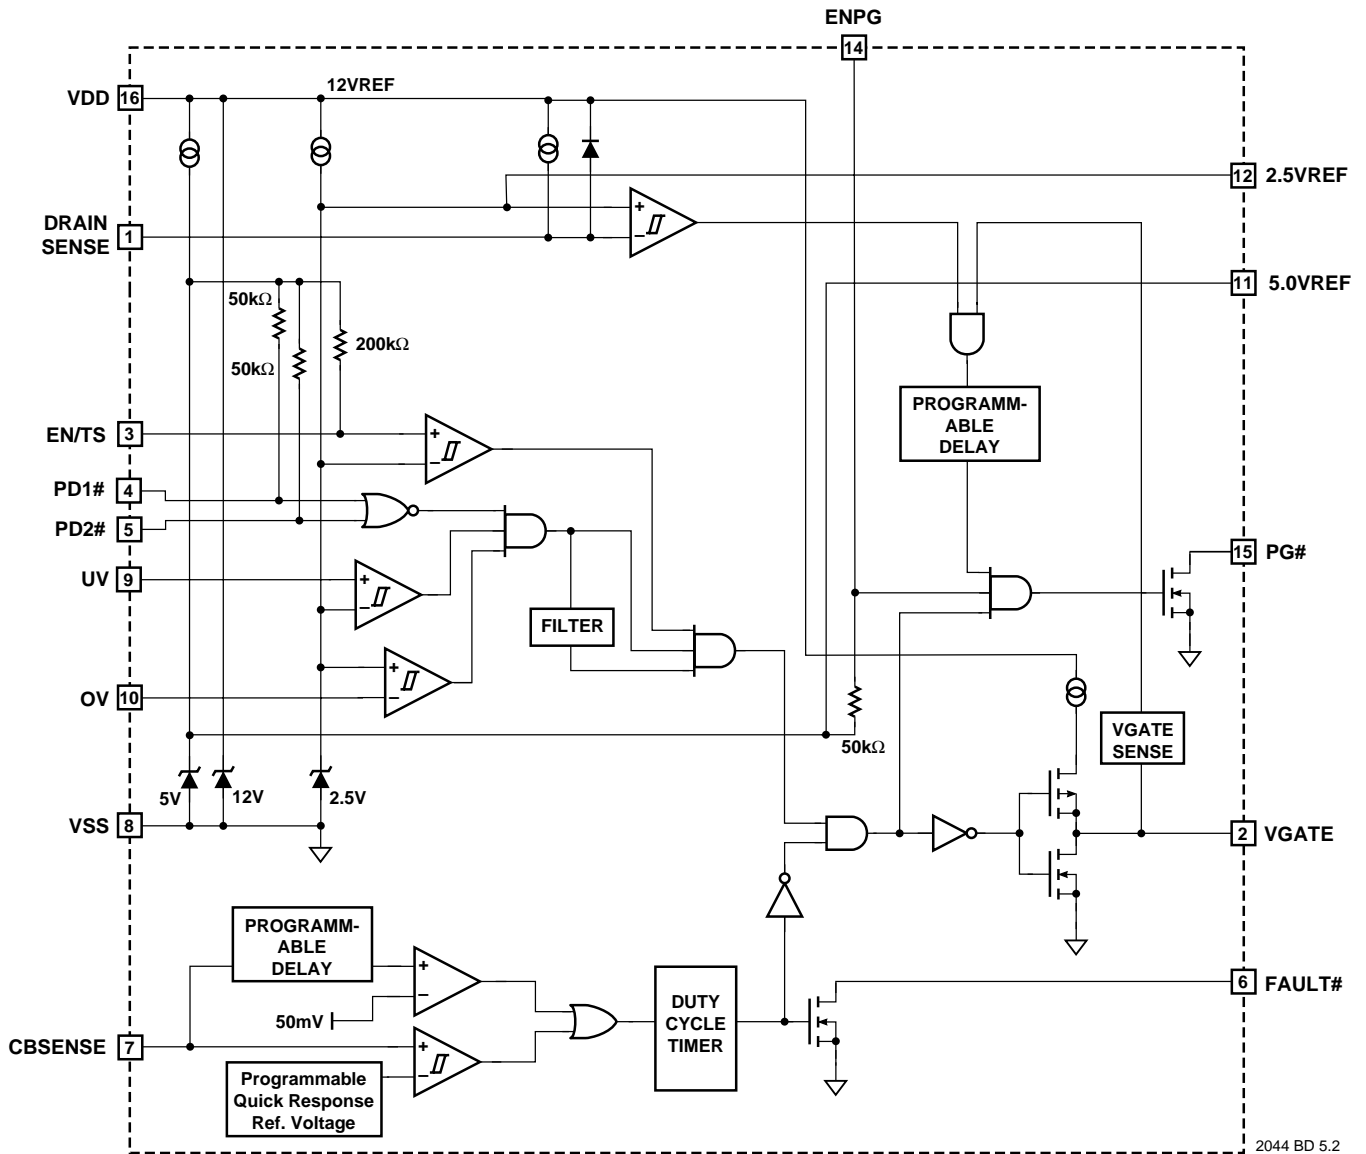 ENPG
14
VDD 16
12VREF
12 2.5VREF
DRAIN
SENSE
1
+
−
11 5.0VREF
50kΩ
50kΩ
200kΩ
PROGRAMM-
ABLE
DELAY
EN/TS 3
+
−
PD1# 4
PD2# 5
15 PG#
UV 9
+
−
FILTER
OV 10
+
−
50kΩ
VGATE
SENSE
5V
12V
2.5V
VSS 8
2 VGATE
PROGRAMM-
ABLE
DELAY
+
−
50mV
DUTY
CYCLE
TIMER
6 FAULT#
CBSENSE 7
+
−
Programmable
Quick Response
Ref. Voltage
2044 BD 5.2